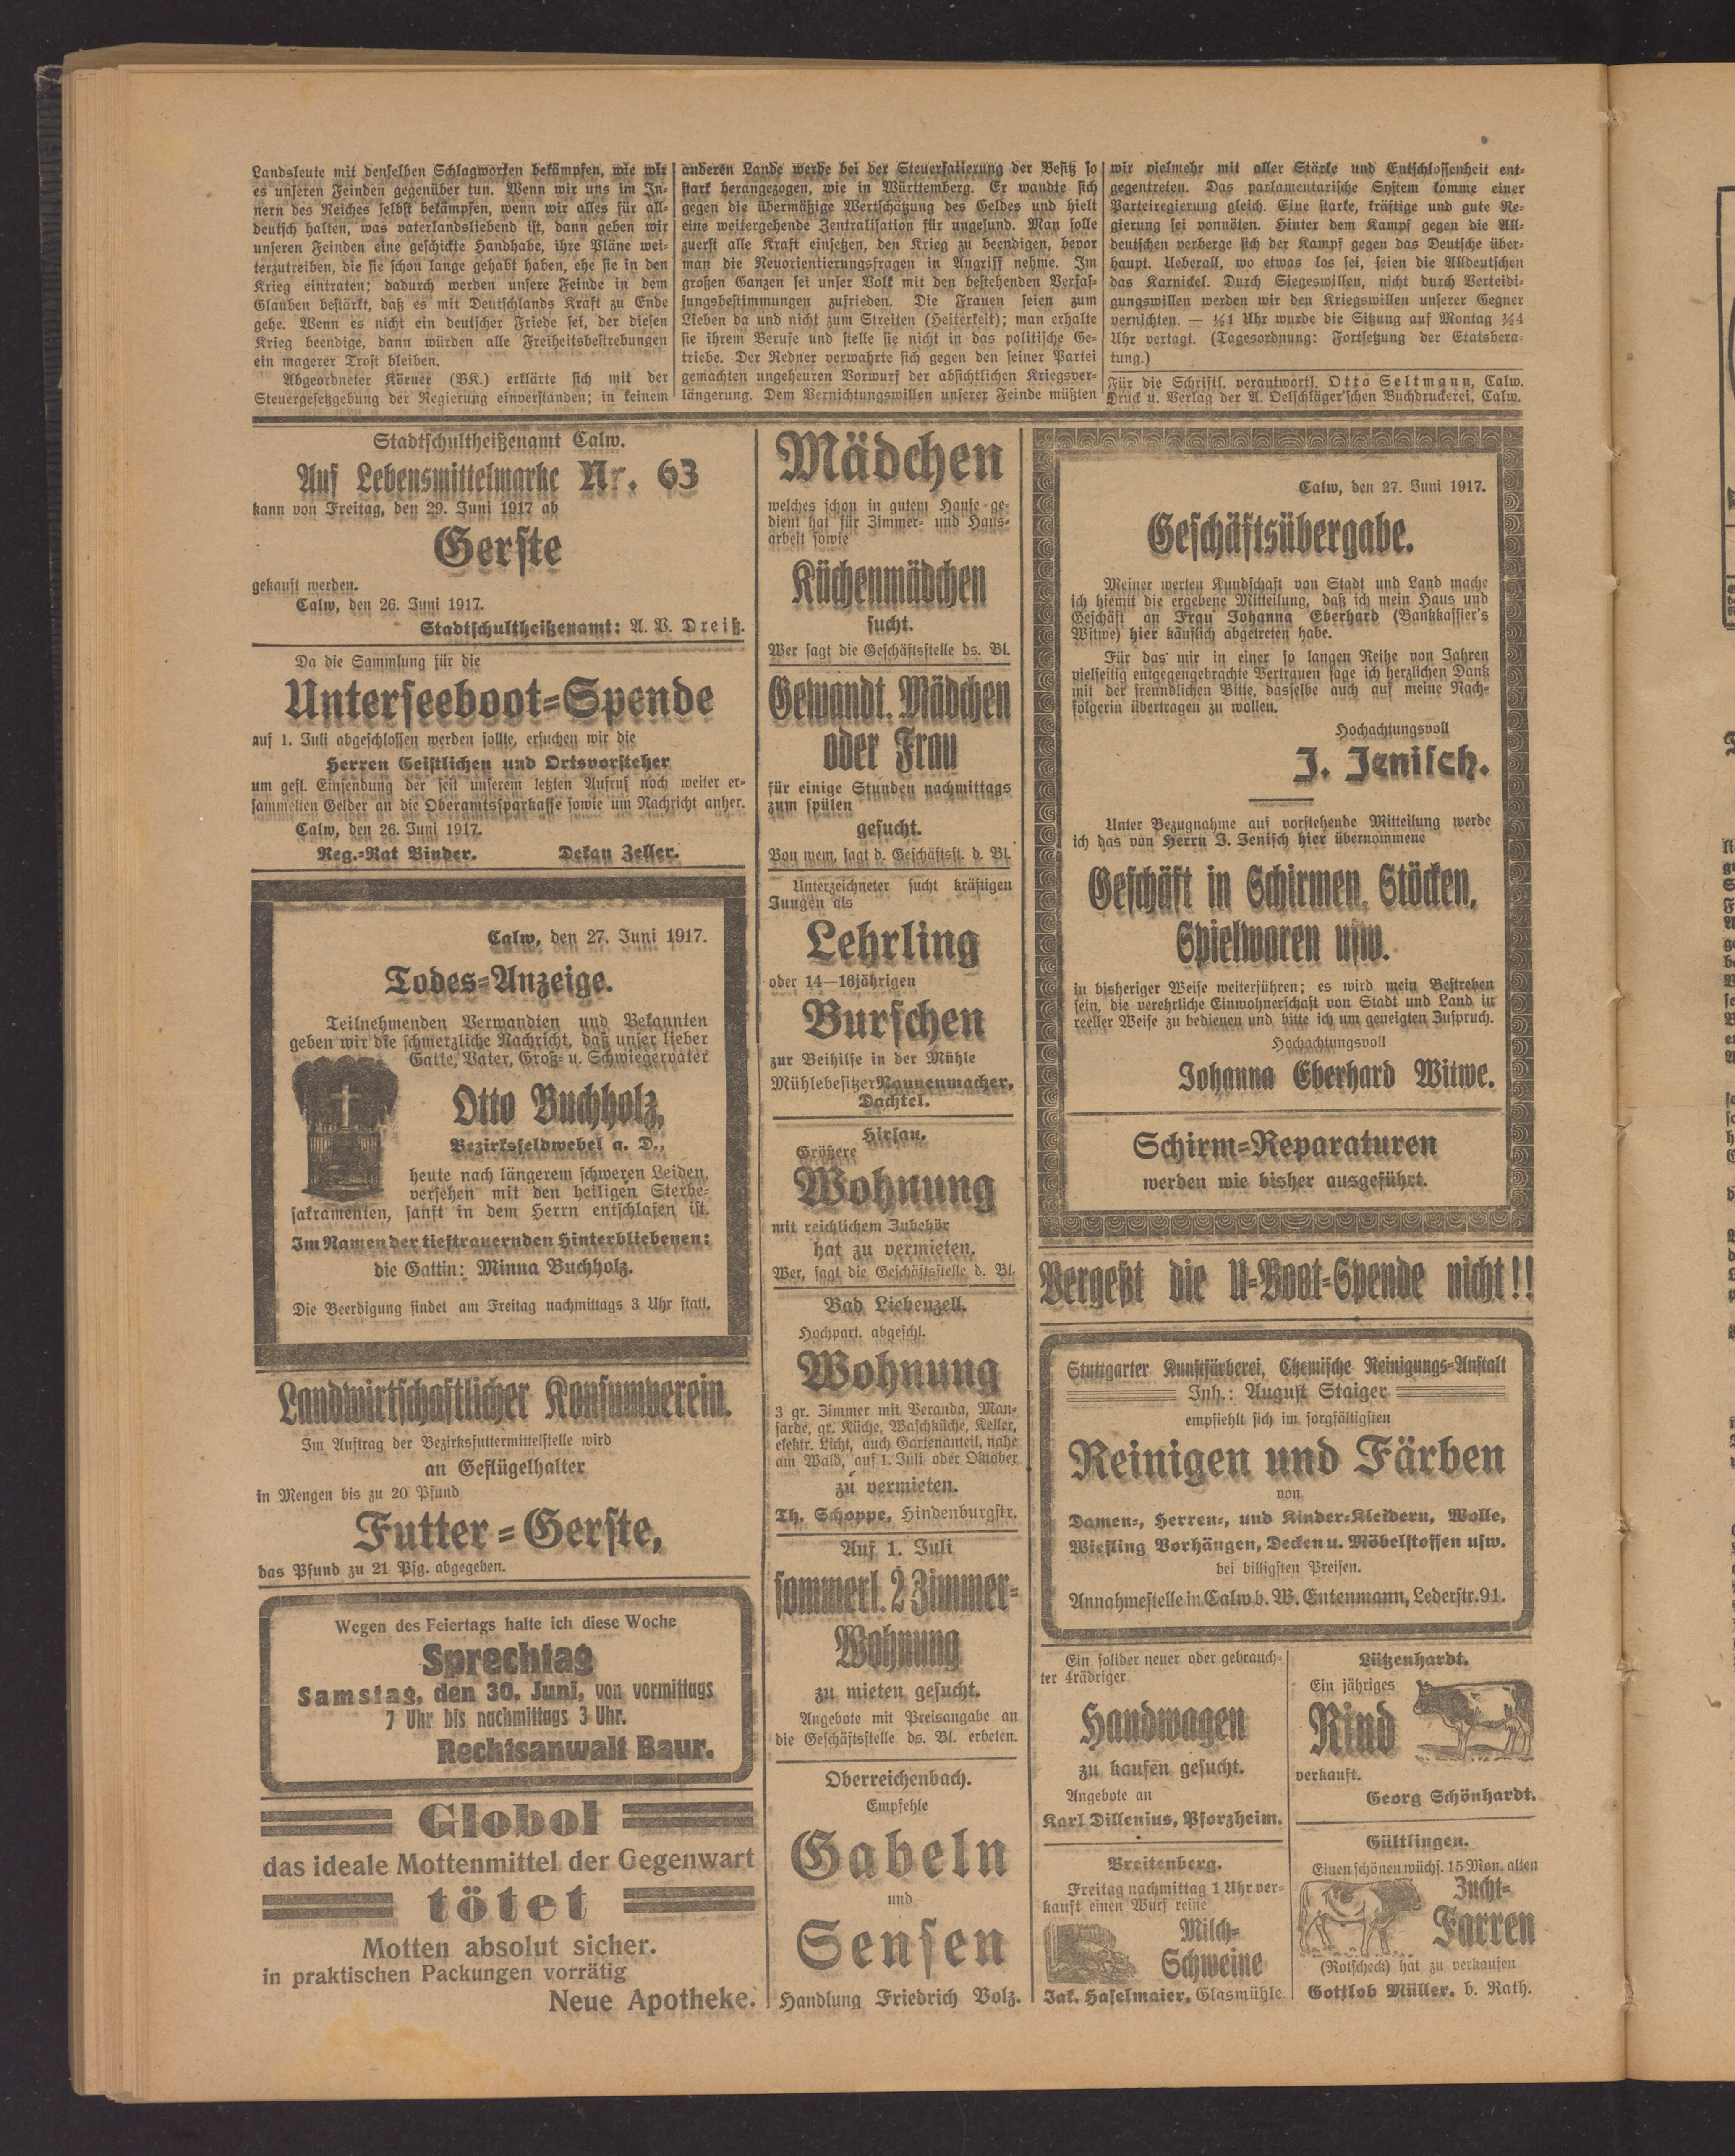 Landsleute mit denselben Schlagworten bekämpfen, wie wir
es unseren Feinden gegenüber tun. Wenn wir uns im In-
nern des Reiches selbst bekämpfen, wenn wir alles für all-
deutsch halten, was vaterlandsliebend ist, dann geben wir
unseren Feinden eine geschickte Handhabe, ihre Pläne wei-
terzutreiben, die sie schon lange gehabt haben, ehe sie in den
Krieg eintraten; dadurch werden unsere Feinde in dem
Glauben bestärkt, daß es mit Deutschlands Kraft zu Ende
gehe. Wenn es nicht ein deutscher Friede sei, der diesen
Krieg beendige, dann würden alle Freiheitsbestrebungen
ein magerer Trost bleiben.
Abgeordneter Körner (BK.) erklärte sich mit der
Steuergesetzgebung der Regierung einverstanden; in keinem
anderen Lande werde bei der Steuersatierung der Besitz so
stark herangezogen, wie in Württemberg. Er wandte sich
gegen die übermäßige Wertschätzung des Geldes und hielt
eine weitergehende Zentralisation für ungesund. Man solle
zuerst alle Kraft einsetzen, den Krieg zu beendigen, bevor
man die Neuorientierungsfragen in Angriff nehme. Im
großen Ganzen sei unser Volk mit den bestehenden Verfas-
sungsbestimmungen zufrieden. Die Frauen seien zum
Lieben da und nicht zum Streiten (Heiterkeit); man erhalte
sie ihrem Berufe und stelle sie nicht in das politische Ge-
triebe. Der Redner verwahrte sich gegen den seiner Partei
gemachten ungeheuren Vorwurf der absichtlichen Kriegsver-
längerung. Dem Vernichtungswillen unserer Feinde müßten
wir vielmehr mit aller Stärke und Entschlossenheit ent-
gegentreten. Das parlamentarische System komme einer
Parteiregierung gleich. Eine starke, kräftige und gute Re-
gierung sei vonnöten. Hinter dem Kampf gegen die All-
deutschen verberge sich der Kampf gegen das Deutsche über-
haupt. Ueberall, wo etwas los sei, seien die Alldeutschen
das Karnickel. Durch Siegeswillen, nicht durch Verteidi-
gungswillen werden wir den Kriegswillen unserer Gegner
vernichten. — ½1 Uhr wurde die Sitzung auf Montag ½4
Uhr vertagt. (Tagesordnung: Fortsetzung der Etatsbera-
tung.)
Für die Schriftl. verantwortl. Otto Seltmann, Calw.
Druck u. Verlag der A. Oelschläger'schen Buchdruckerei, Calw.
Stadtschultheißenamt Calw.
Auf Lebensmittelmarke Nr. 63
kann von Freitag, den 29. Juni 1917 ab
Gerste
gekauft werden.
Calw, den 26. Juni 1917.
Stadtschultheißenamt: A. V. Dreiß.
Da die Sammlung für die
Unterseeboot-Spende
auf 1. Juli abgeschlossen werden sollte, ersuchen wir die
Herren Geistlichen und Ortsvorsteher
um gefl. Einsendung der seit unserem letzten Aufruf noch weiter er-
sammelten Gelder an die Oberamtssparkasse sowie um Nachricht anher.
Calw, den 26. Juni 1917.
Reg.-Rat Binder. Dekan Zeller.
Calw, den 27. Juni 1917.
Todes-Anzeige.
Teilnehmenden Verwandten und Bekannten
geben wir die schmerzliche Nachricht, daß unser lieber
Gatte, Vater, Groß- u. Schwiegervater
Otto Buchholz,
Bezirksfeldwebel a. D.,
heute nach längerem schweren Leiden,
versehen mit den heiligen Sterbe-
sakramenten, sanft in dem Herrn entschlafen ist.
Im Namen der tieftrauernden Hinterbliebenen:
die Gattin: Minna Buchholz.
Die Beerdigung findet am Freitag nachmittags 3 Uhr statt.
Landwirtschaftlicher Konsumverein.
Im Auftrag der Bezirksfuttermittelstelle wird
an Geflügelhalter
in Mengen bis zu 20 Pfund
Futter-Gerste,
das Pfund zu 21 Pfg. abgegeben.
Wegen des Feiertags halte ich diese Woche
Sprechtag
Samstag, den 30. Juni, von vormittags
7 Uhr bis nachmittags 3 Uhr.
Rechtsanwalt Baur.
Globol
das ideale Mottenmittel der Gegenwart
tötet
Motten absolut sicher.
in praktischen Packungen vorrätig
Neue Apotheke.
Mädchen
welches schon in gutem Hause ge-
dient hat für Zimmer- und Haus-
arbeit sowie
Küchenmädchen
sucht.
Wer sagt die Geschäftsstelle ds. Bl.
Gewandt. Mädchen
oder Frau
für einige Stunden nachmittags
zum spülen
gesucht.
Von wem, sagt d. Geschäftsst. d. Bl.
Unterzeichneter sucht kräftigen
Jungen als
Lehrling
oder 14—16jährigen
Burschen
zur Beihilfe in der Mühle
Mühlebesitzer Nonnenmacher,
Dachtel.
Hirsau.
Größere
Wohnung
mit reichlichem Zubehör
hat zu vermieten.
Wer, sagt die Geschäftsstelle d. Bl.
Bad Liebenzell.
Hochpart. abgeschl.
Wohnung
3 gr. Zimmer mit Veranda, Man-
sarde, gr. Küche, Waschküche, Keller,
elektr. Licht, auch Gartenanteil, nahe
am Wald, auf 1. Juli oder Oktober
zu vermieten.
Th. Schoppe, Hindenburgstr.
Auf 1. Juli
sommerl. 2 Zimmer-
Wohnung
zu mieten gesucht.
Angebote mit Preisangabe an
die Geschäftsstelle ds. Bl. erbeten.
Oberreichenbach.
Empfehle
Gabeln
und
Sensen
Handlung Friedrich Volz.
Calw, den 27. Juni 1917.
Geschäftsübergabe.
Meiner werten Kundschaft von Stadt und Land mache
ich hiemit die ergebene Mitteilung, daß ich mein Haus und
Geschäft an Frau Johanna Eberhard (Bankkassier's
Witwe) hier käuflich abgetreten habe.
Für das mir in einer so langen Reihe von Jahren
vielseitig entgegengebrachte Vertrauen sage ich herzlichen Dank
mit der freundlichen Bitte, dasselbe auch auf meine Nach-
folgerin übertragen zu wollen.
Hochachtungsvoll
J. Jenisch.
Unter Bezugnahme auf vorstehende Mitteilung werde
ich das von Herrn J. Jenisch hier übernommene
Geschäft in Schirmen, Stöcken,
Spielwaren usw.
in bisheriger Weise weiterführen; es wird mein Bestreben
sein, die verehrliche Einwohnerschaft von Stadt und Land in
reeller Weise zu bedienen und bitte ich um geneigten Zuspruch.
Hochachtungsvoll
Johanna Eberhard Witwe.
Schirm-Reparaturen
werden wie bisher ausgeführt.
Vergeßt die U-Boot-Spende nicht!!
Stuttgarter Kunstfärberei, Chemische Reinigungs-Anstalt
Inh.: August Staiger
empfiehlt sich im sorgfältigsten
Reinigen und Färben
von
Damen-, Herren-, und Kinder-Kleidern, Wolle,
Wießling Vorhängen, Decken u. Möbelstoffen usw.
bei billigsten Preisen.
Annahmestelle in Calw b. W. Entenmann, Lederstr. 91.
Ein solider neuer oder gebrauch-
ter 4rädriger
Handwagen
zu kaufen gesucht.
Angebote an
Karl Dillenius, Pforzheim.
Breitenberg.
Freitag nachmittag 1 Uhr ver-
kauft einen Wurf reine
Milch-
Schweine
Jak. Haselmaier, Glasmühle.
Lützenhardt.
Ein jähriges
Rind
verkauft.
Georg Schönhardt.
Gültlingen.
Einen schönen wüchs. 15 Mon. alten
Zucht-
Farren
(Rotscheck) hat zu verkaufen
Gottlob Müller, b. Rath.